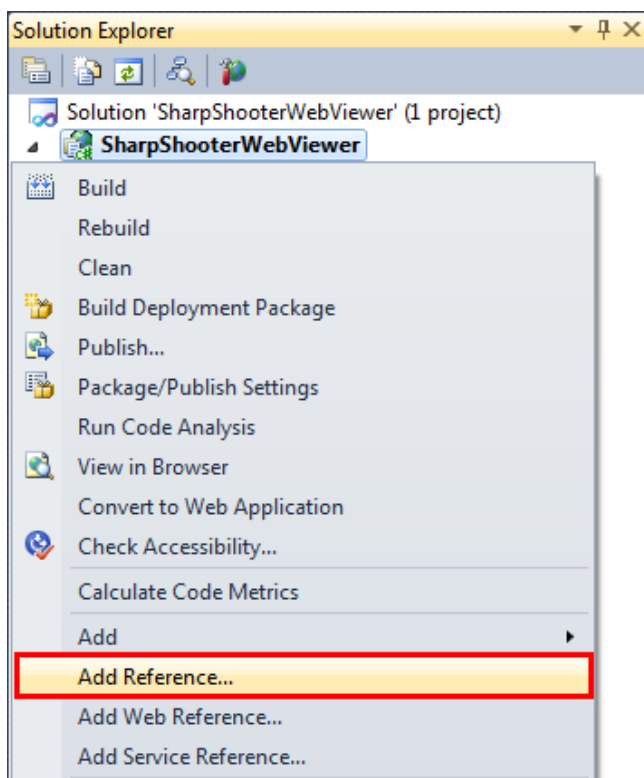 Solution Explorer
Solution 'SharpShooterWebViewer' (1 project)
SharpShooterWebViewer
Build
Rebuild
Clean
Build Deployment Package
Publish...
Package/Publish Settings
Run Code Analysis
View in Browser
Convert to Web Application
Check Accessibility...
Calculate Code Metrics
Add
Add Reference...
Add Web Reference...
Add Service Reference...